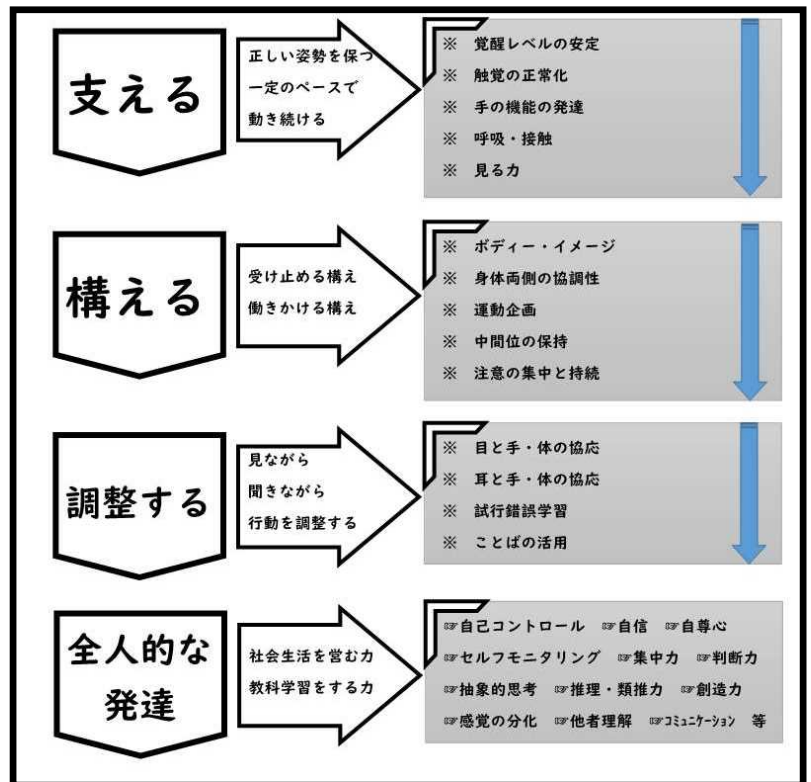 支える
正しい姿勢を保つ
一定のペースで
動き続ける
※ 覚醒レベルの安定
※ 触覚の正常化
※ 手の機能の発達
※ 呼吸・接触
※ 見る力
構える
受け止める構え
働きかける構え
※ ボディー・イメージ
※ 身体両側の協調性
※ 運動企画
※ 中間位の保持
※ 注意の集中と持続
調整する
見ながら
聞きながら
行動を調整する
※ 目と手・体の協応
※ 耳と手・体の協応
※ 試行錯誤学習
※ ことばの活用
全人的な
発達
社会生活を営む力
教科学習をする力
☞自己コントロール ☞自信 ☞自尊心
☞セルフモニタリング ☞集中力 ☞判断力
☞抽象的思考 ☞推理・類推力 ☞創造力
☞感覚の分化 ☞他者理解 ☞コミュニケーション 等